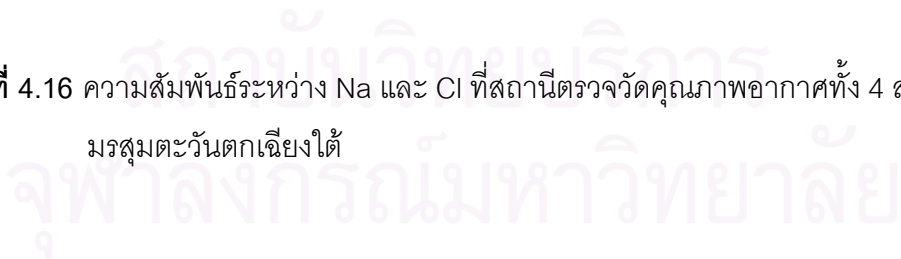 สถาบันวิทยบริการ
ที่ 4.16 ความสัมพันธ์ระหว่าง Na และ Cl ที่สถานีตรวจวัดคุณภาพอากาศทั้ง 4
มรสุมตะวันตกเฉียงใต้
จุฬาลงกรณ์มหาวิทยาลัย